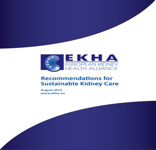 EKHA
EUROPEAN KIDNEY
HEALTH ALLIANCE
Recommendations for
Sustainable Kidney Care
August 2015
www.ekha.eu